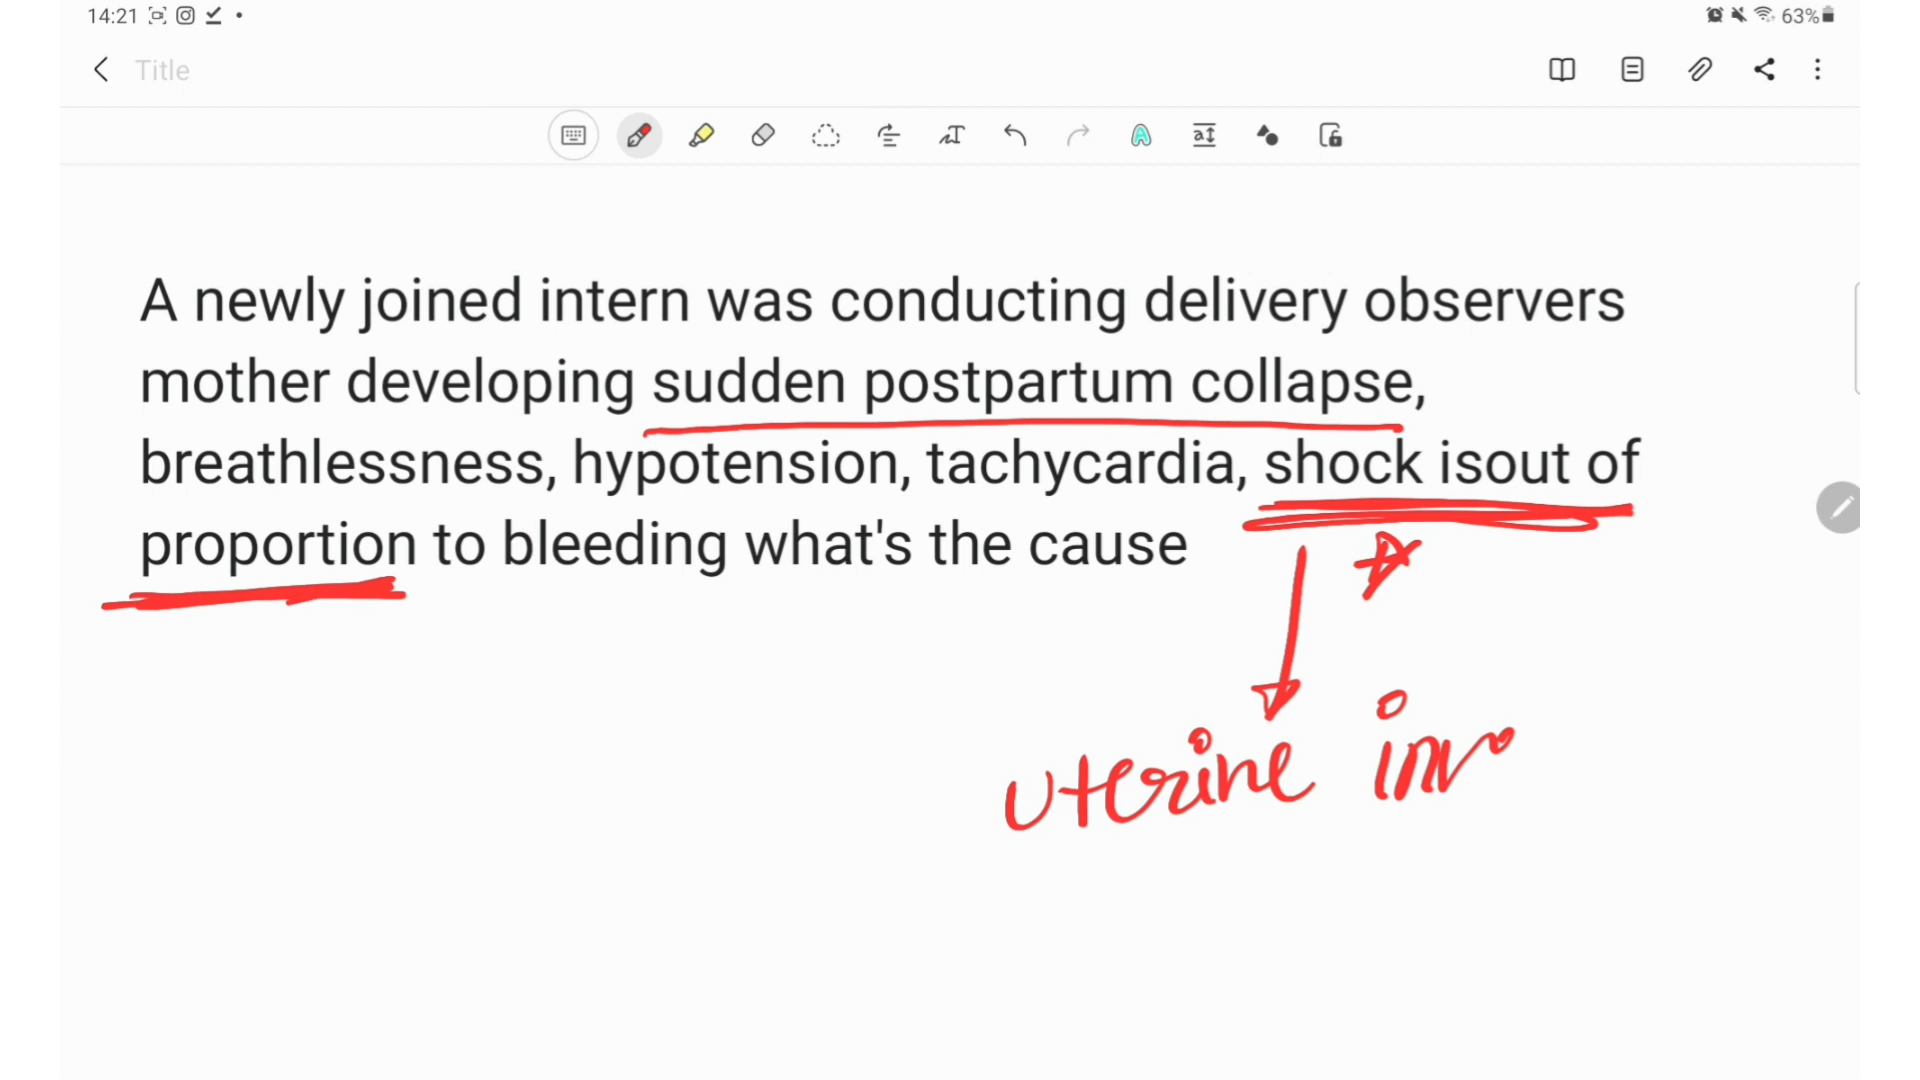 14:21
63%
Title
A newly joined intern was conducting delivery observers
mother developing sudden postpartum collapse,
breathlessness, hypotension, tachycardia, shock isout of
proportion to bleeding what's the cause
uterine inv